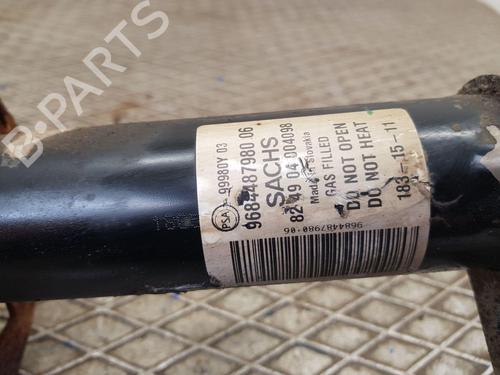 PSA 99980Y 03
9684487980 06
SACHS
82 49 04 004098
Made in Slovakia
GAS FILLED
DO NOT OPEN
DO NOT HEAT
183-15-11
9684487980-06
B-PARTS